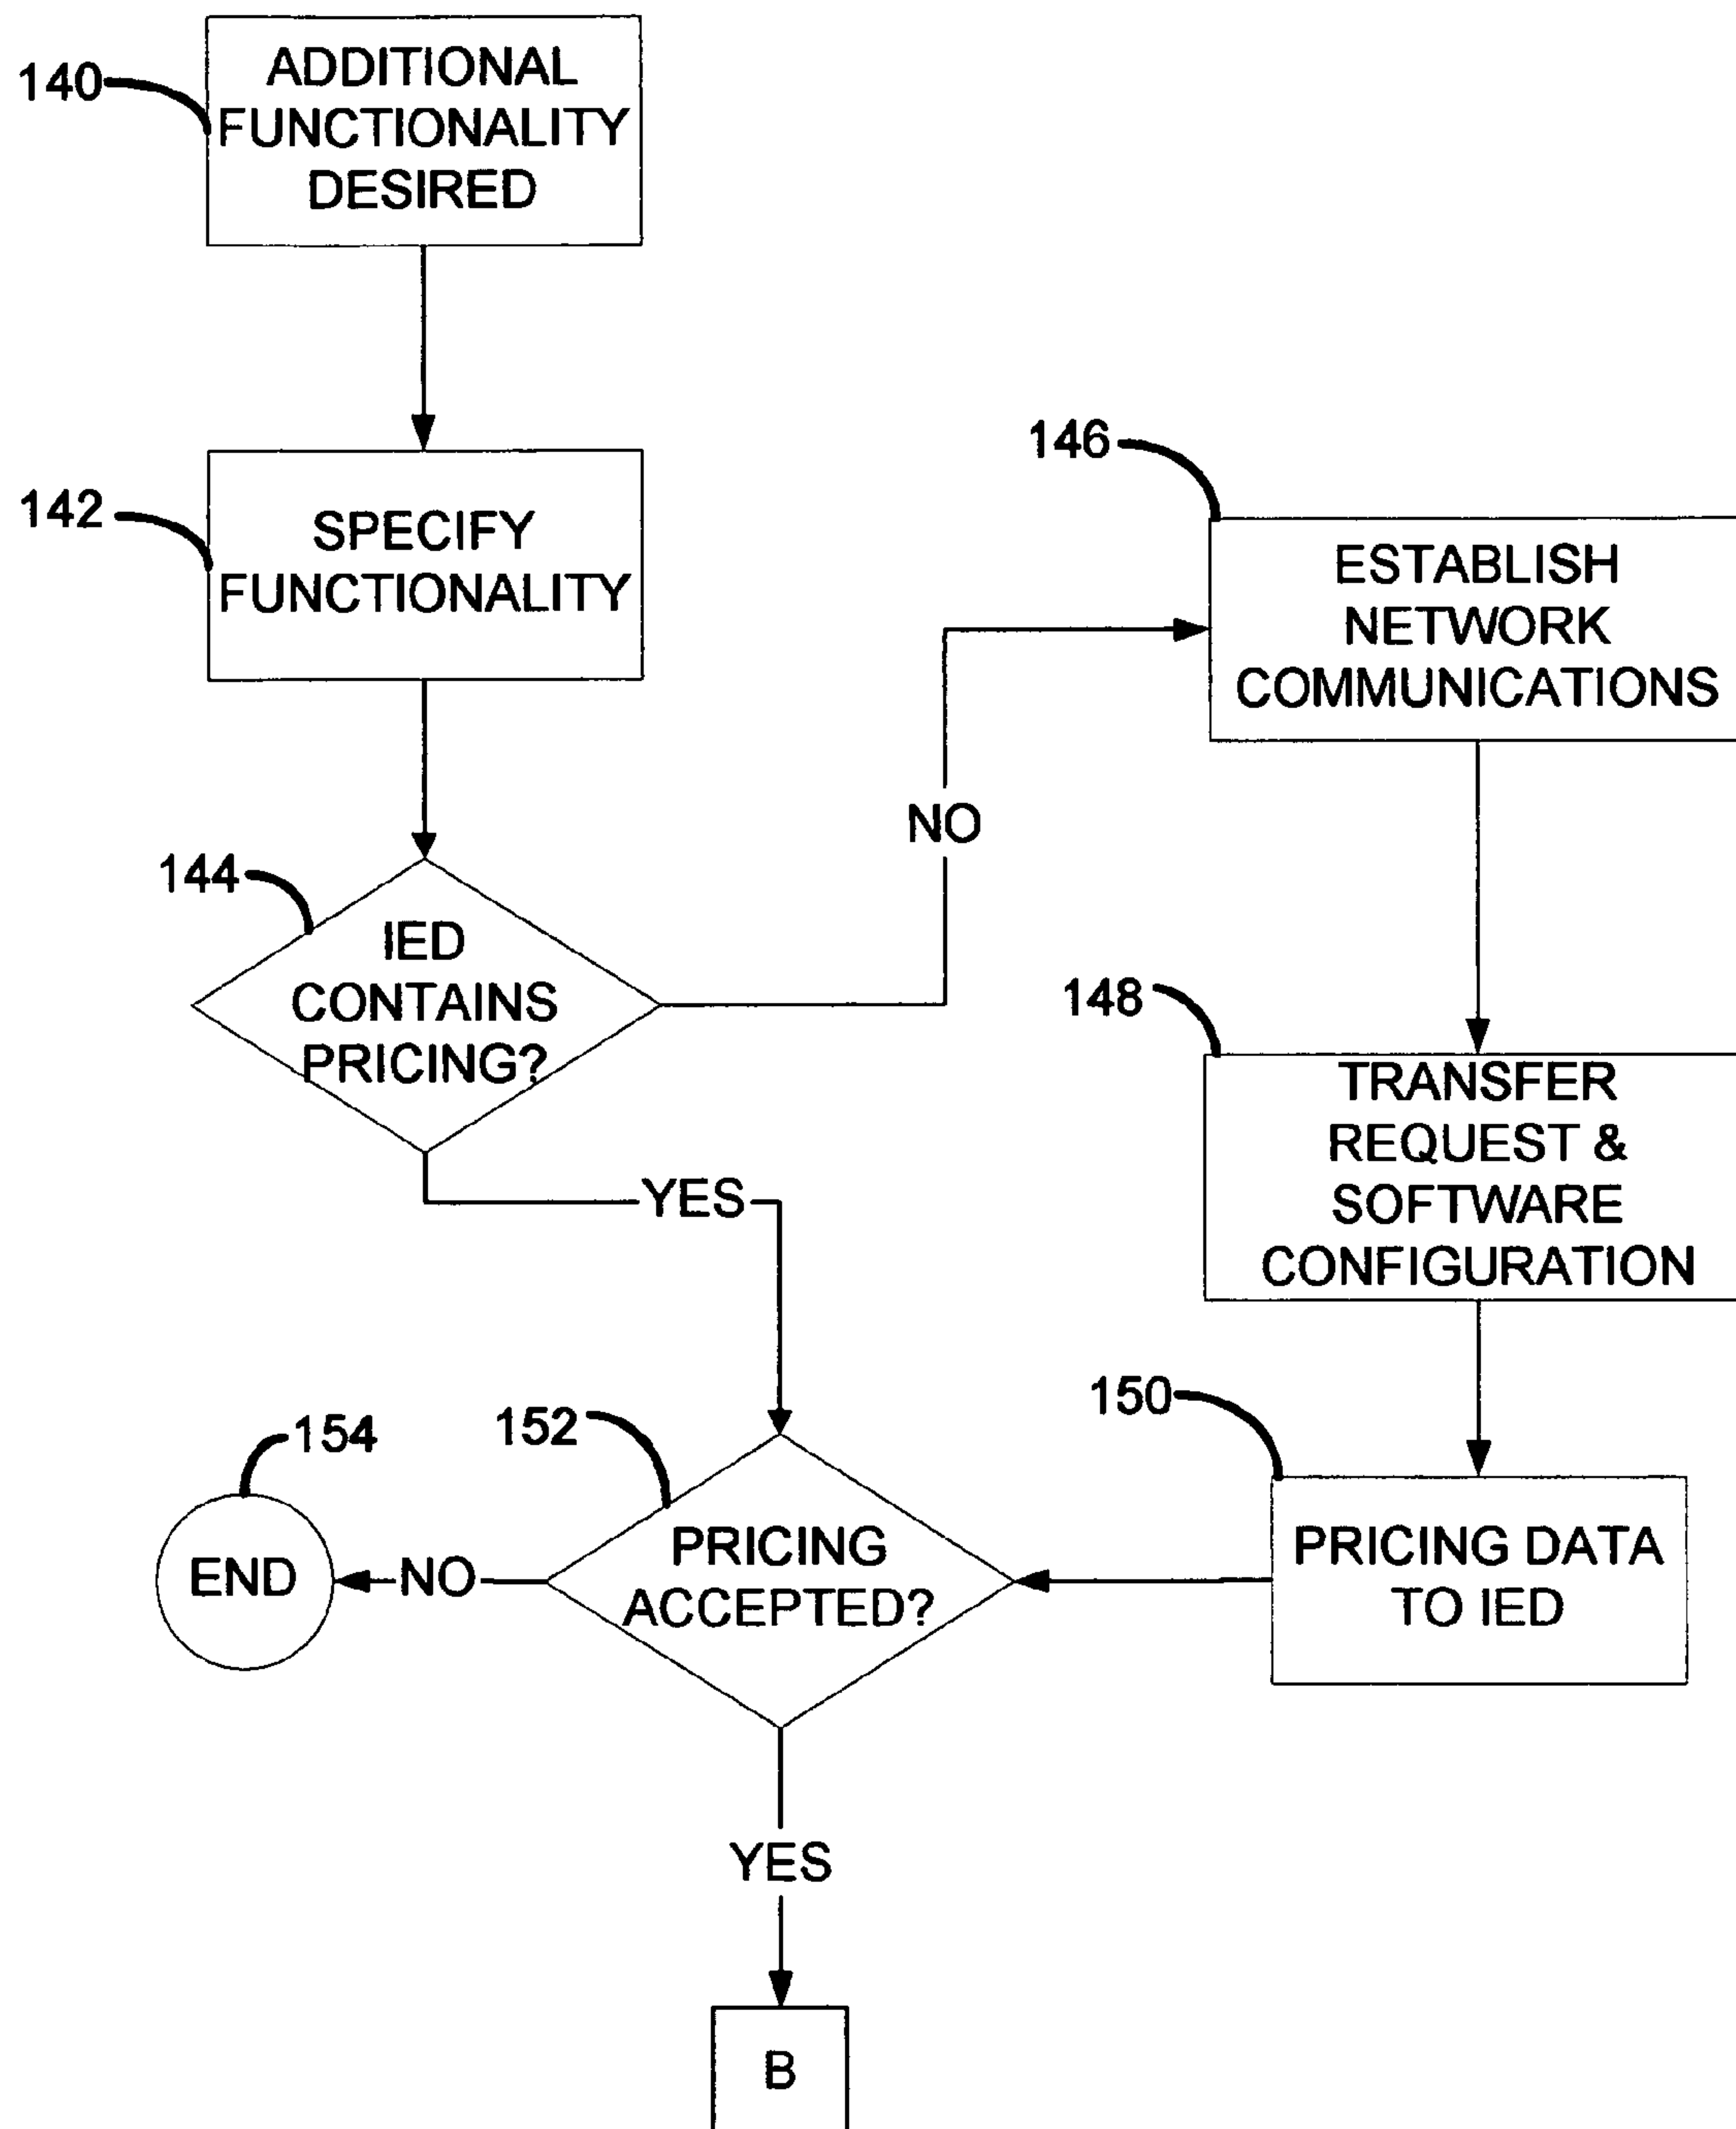 140
ADDITIONAL
FUNCTIONALITY
DESIRED
142
SPECIFY
FUNCTIONALITY
144
IED
CONTAINS
PRICING?
NO
YES
146
ESTABLISH
NETWORK
COMMUNICATIONS
148
TRANSFER
REQUEST &
SOFTWARE
CONFIGURATION
150
PRICING DATA
TO IED
152
PRICING
ACCEPTED?
NO
154
END
YES
B